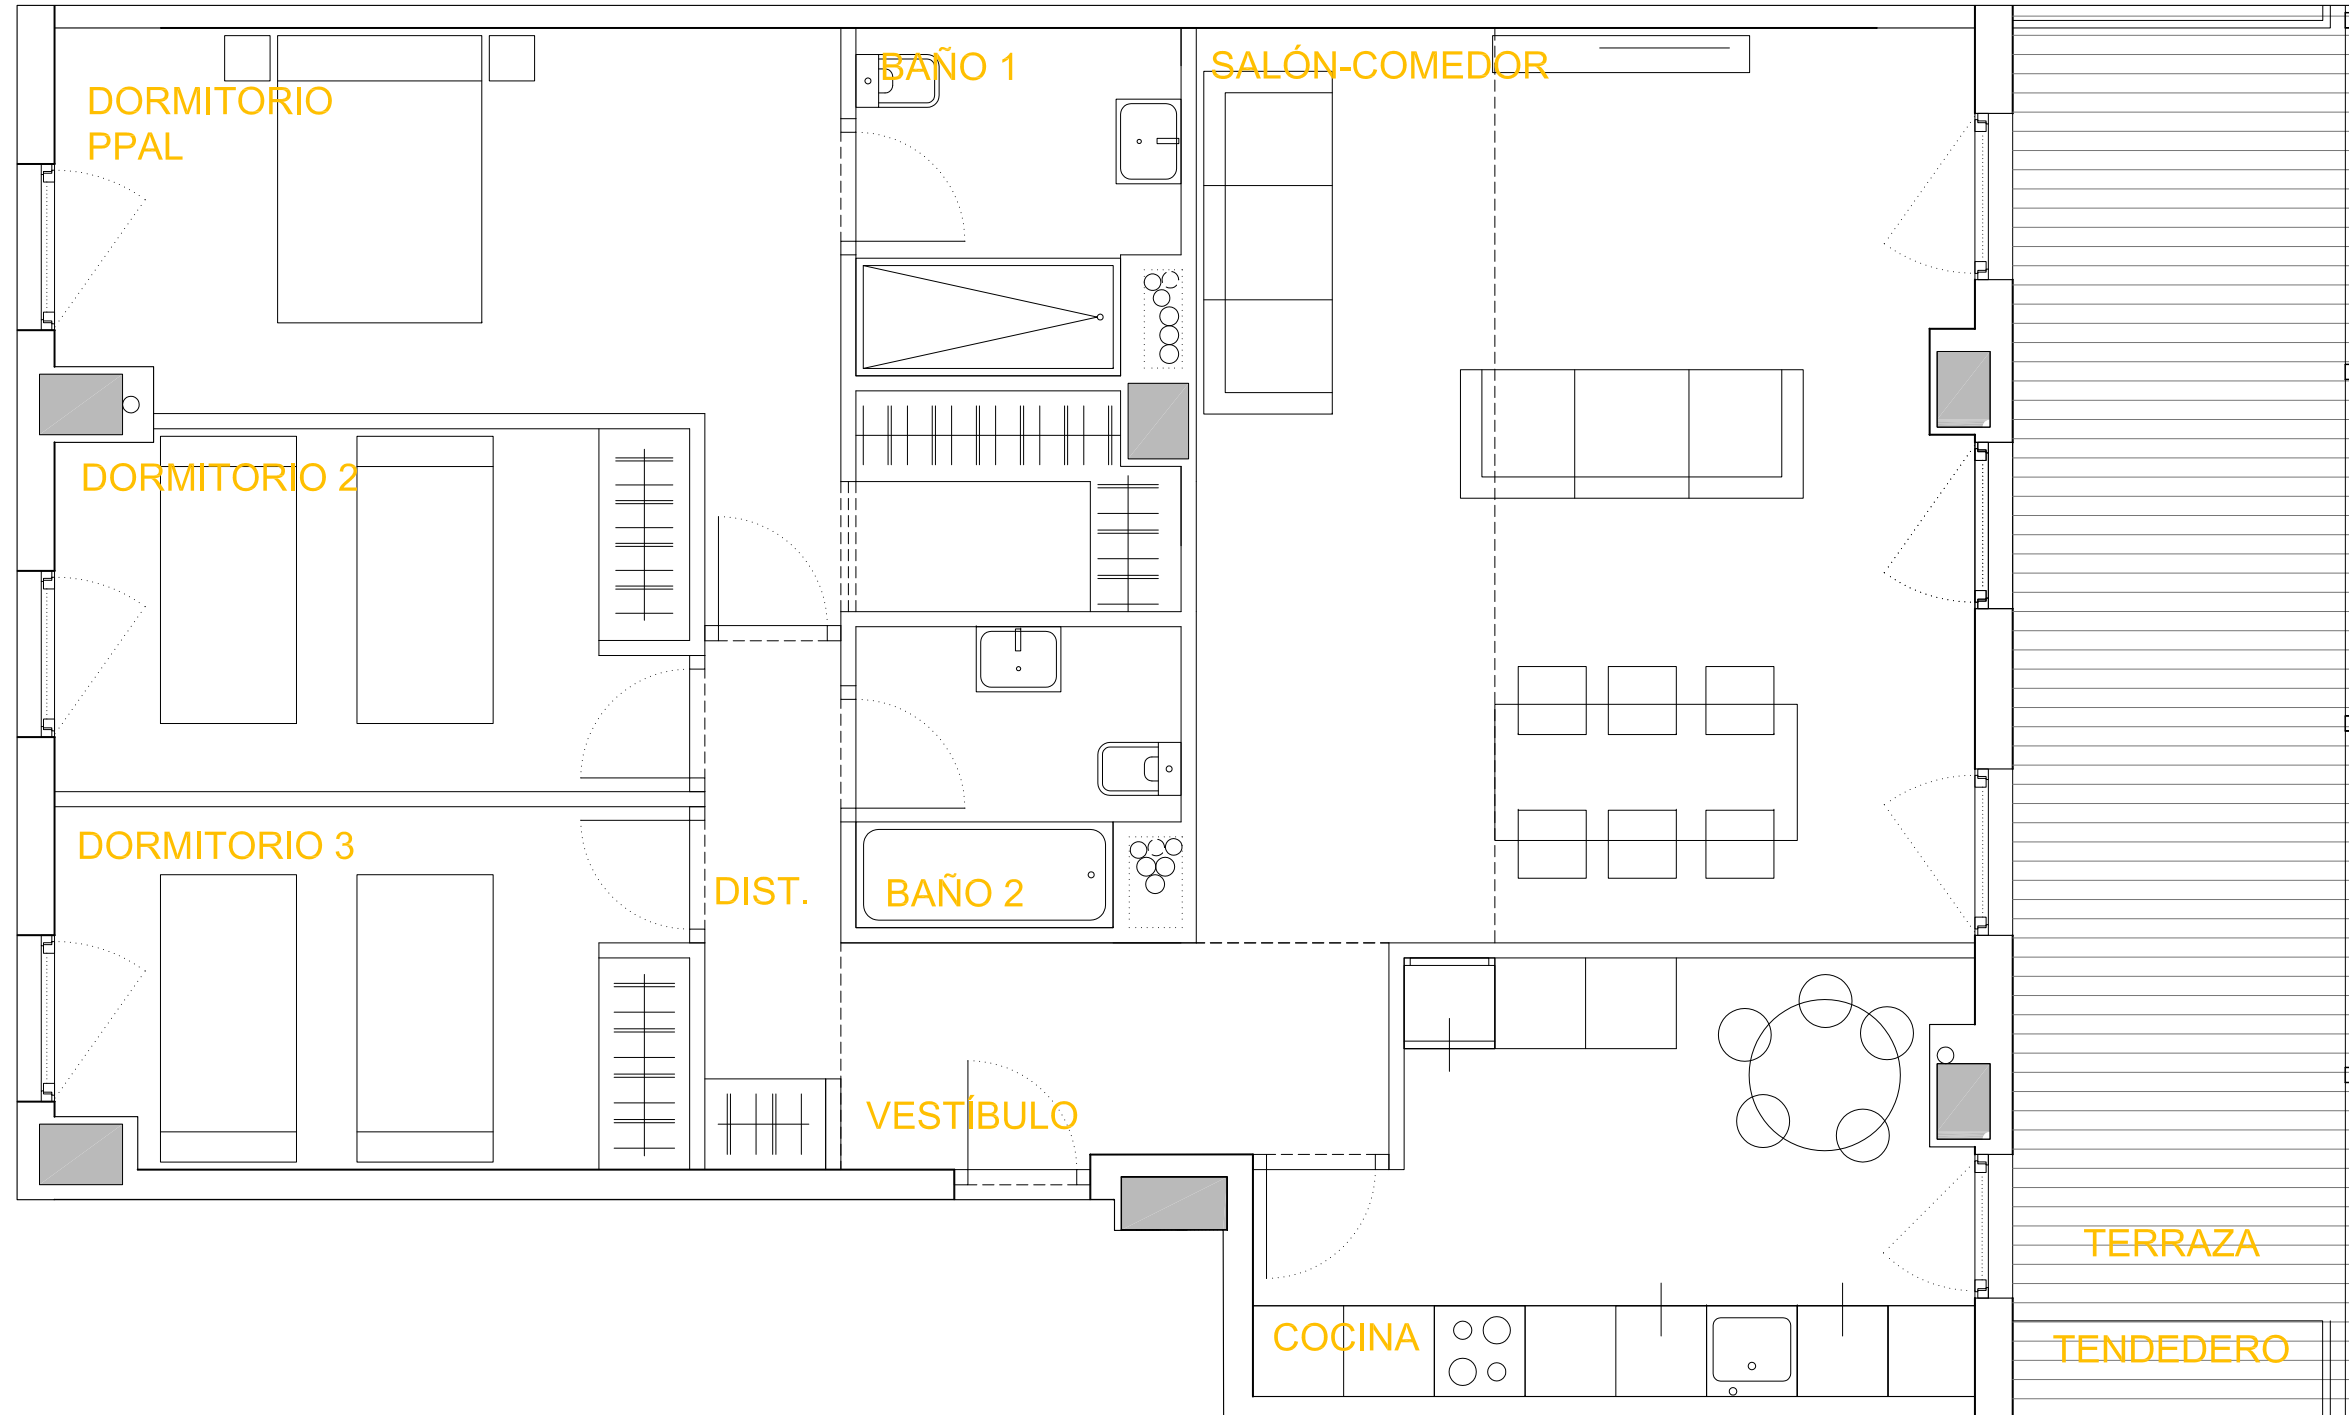 BAÑO 1
SALÓN-COMEDOR
DORMITORIO
PPAL
DORMITORIO 2
DORMITORIO 3
DIST.
BAÑO 2
VESTÍBULO
TERRAZA
COCINA
TENDEDERO